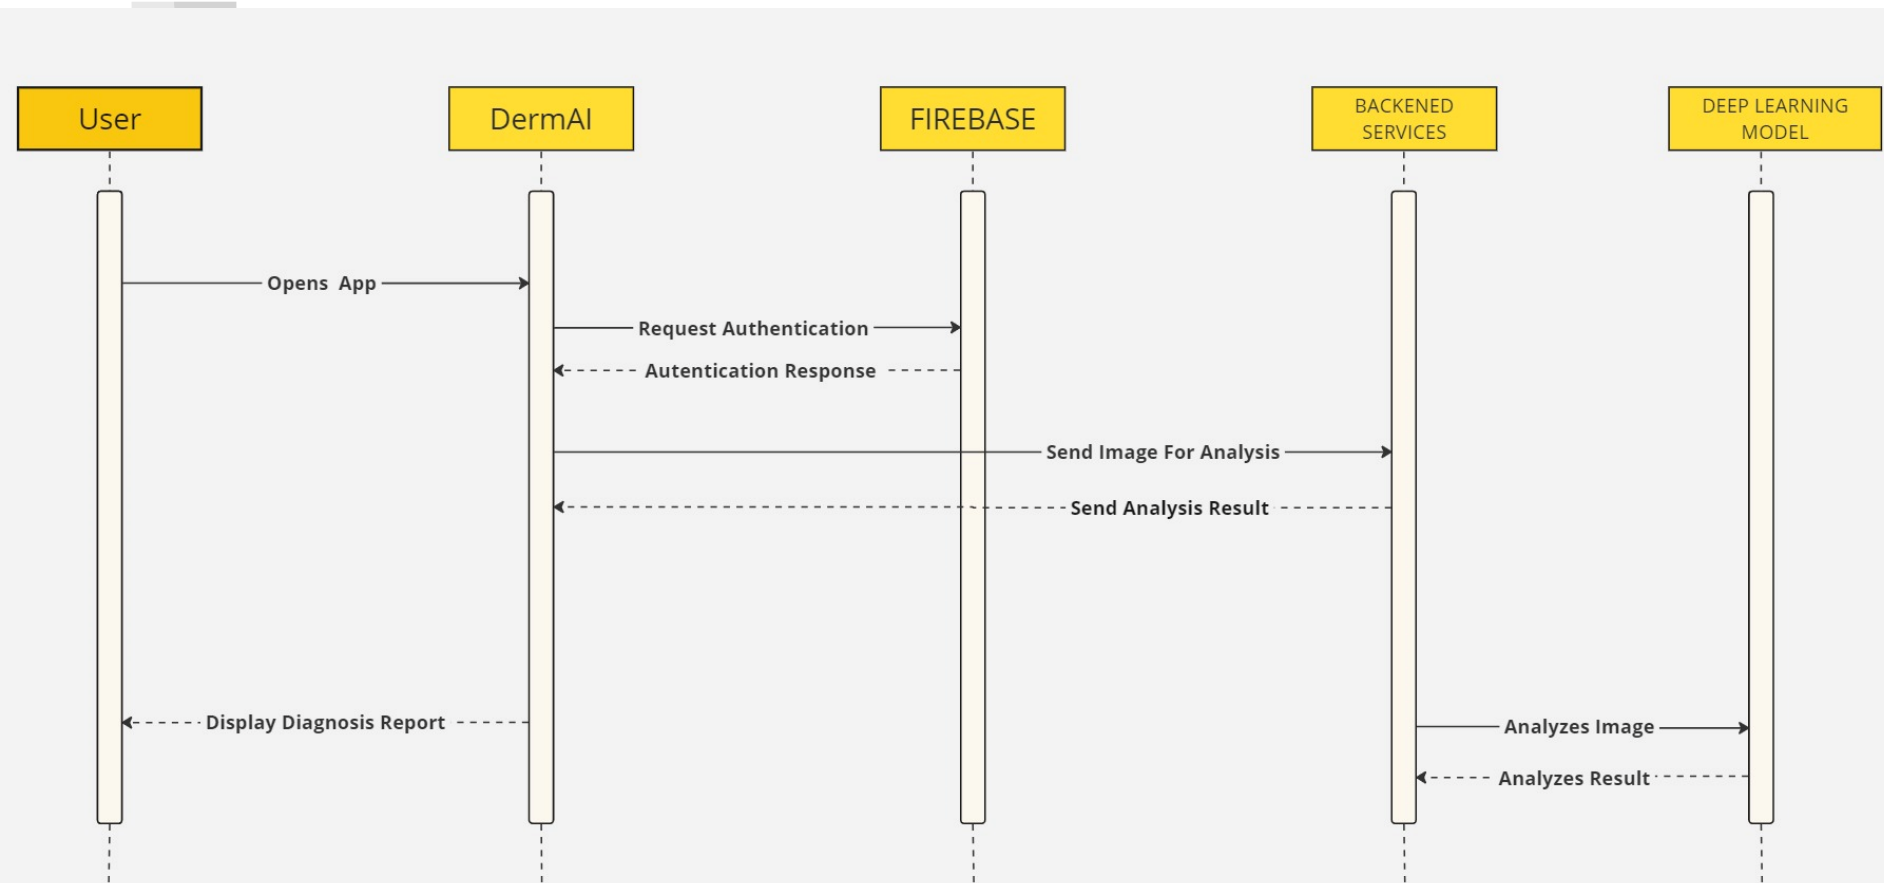 User
DermAI
FIREBASE
BACKENED
SERVICES
DEEP LEARNING
MODEL
Opens  App
Request Authentication
Autentication Response
Send Image For Analysis
Send Analysis Result
Display Diagnosis Report
Analyzes Image
Analyzes Result